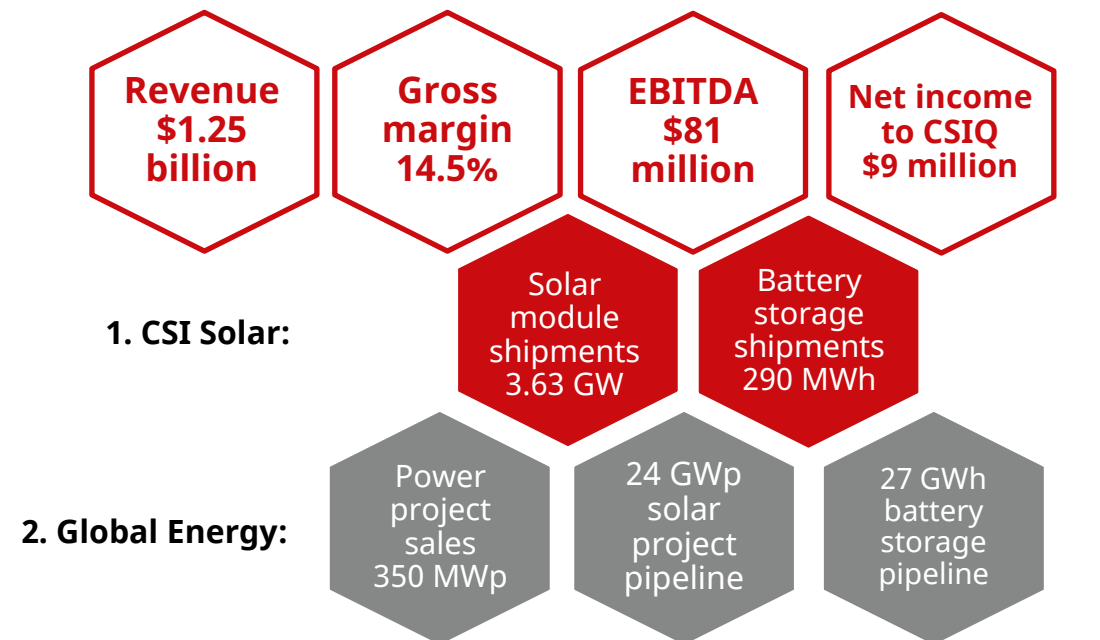 Revenue
$1.25
billion
Gross
margin
14.5%
EBITDA
$81
million
Net income
to CSIQ
$9 million
1. CSI Solar:
Solar
module
shipments
3.63 GW
Battery
storage
shipments
290 MWh
2. Global Energy:
Power
project
sales
350 MWp
24 GWp
solar
project
pipeline
27 GWh
battery
storage
pipeline